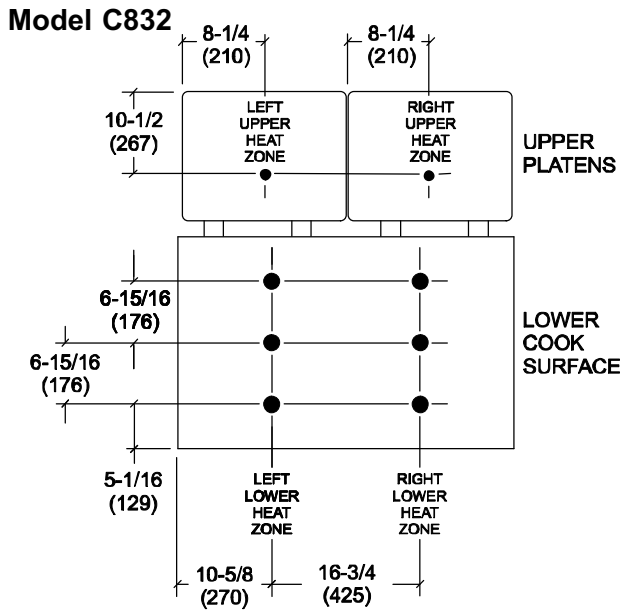 Model C832
8-1/4
(210)
8-1/4
(210)
10-1/2
(267)
LEFT
UPPER
HEAT
ZONE
RIGHT
UPPER
HEAT
ZONE
UPPER
PLATENS
6-15/16
(176)
6-15/16
(176)
LOWER
COOK
SURFACE
5-1/16
(129)
LEFT
LOWER
HEAT
ZONE
RIGHT
LOWER
HEAT
ZONE
10-5/8
(270)
16-3/4
(425)